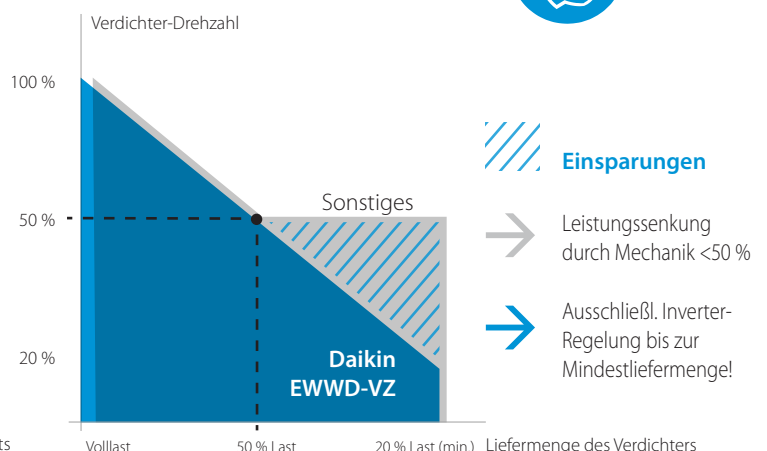 Verdichter-Drehzahl
100 %
Einsparungen
Sonstiges
50 %
Leistungssenkung
durch Mechanik <50 %
Ausschließl. Inverter-
Regelung bis zur
Mindestliefermenge!
20 %
Daikin
EWWD-VZ
Volllast
50 % Last
20 % Last (min.)
Liefermenge des Verdichters